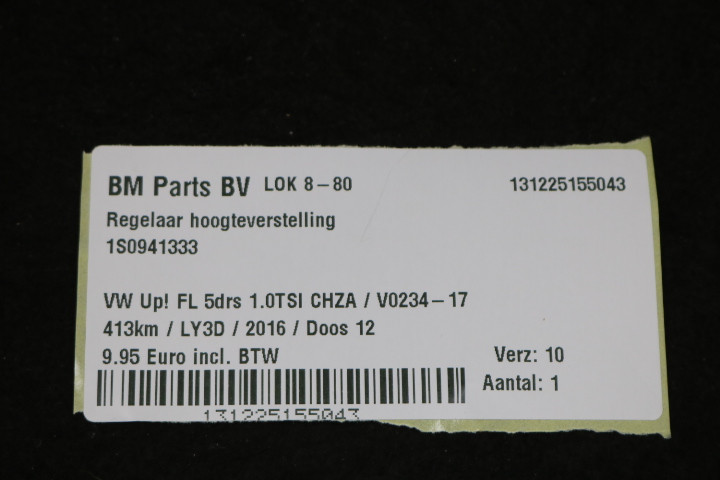 BM Parts BV LOK 8-80 131225155043
Regelaar hoogteverstelling
1S0941333
VW Up! FL 5drs 1.0TSI CHZA / V0234-17
413km / LY3D / 2016 / Doos 12
9.95 Euro incl. BTW Verz: 10
Aantal: 1
131225155043